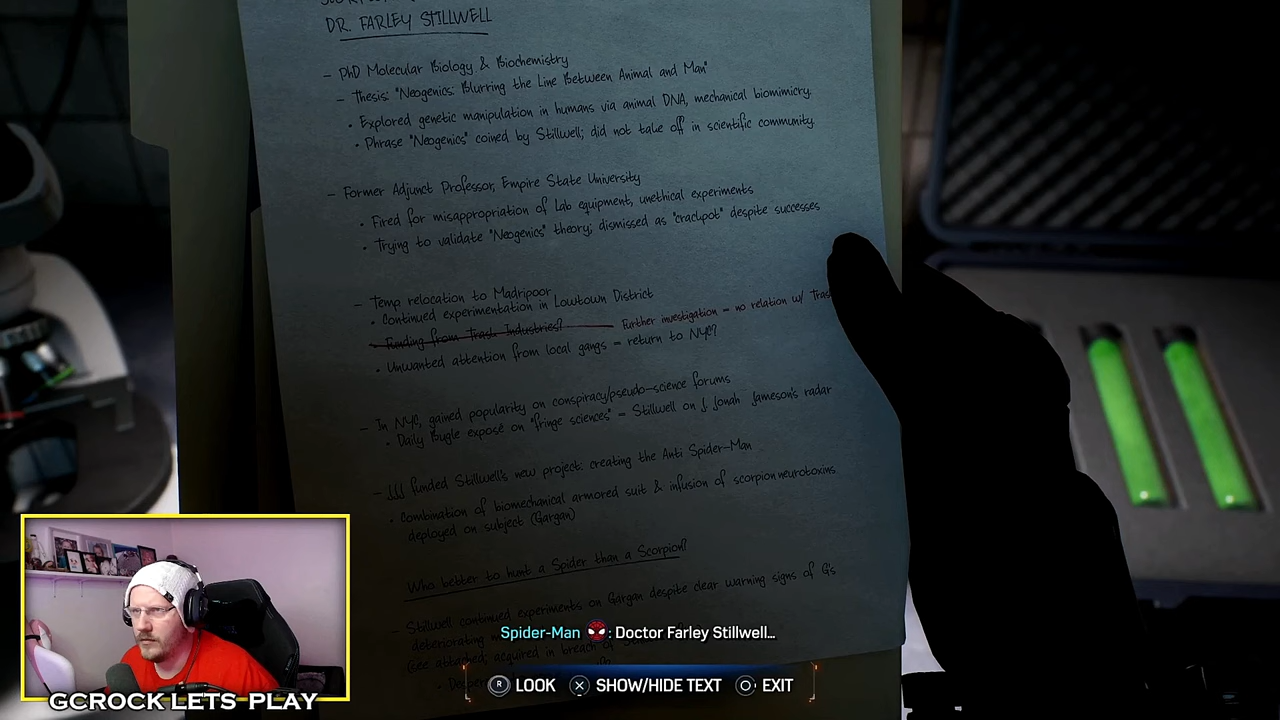 DR. FARLEY STILLWELL
- PhD Molecular Biology & Biochemistry
- Thesis: "Neogenics: Blurring the Line Between Animal and Man"
• Explored genetic manipulation in humans via animal DNA, mechanical biomimicry.
• Phrase "Neogenics" coined by Stillwell; did not take off in scientific community
- Former Adjunct Professor, Empire State University
• Fired for misappropriation of Lab equipment, unethical experiments
• Trying to validate "Neogenics" theory; dismissed as "crackpot" despite successes
- Temp relocation to Madripoor
• Continued experimentation in Lowtown District
• Funding from Trask Industries? Further investigation = no relation w/ Trask
• Unwanted attention from local gangs = return to NYC?
- In NYC, gained popularity on conspiracy/pseudo-science forums
• Daily Bugle exposé on "fringe sciences" = Stillwell on J. Jonah Jameson's radar
- JJJ funded Stillwell's new project: creating the Anti Spider-Man
• Combination of biomechanical armored suit & infusion of scorpion neurotoxins
deployed on subject (Gargan)
Who better to hunt a Spider than a Scorpion?
- Stillwell continued experiments on Gargan despite clear warning signs of G's
deteriorating
(see attached; acquired in breach of
Spider-Man : Doctor Farley Stillwell...
R LOOK X SHOW/HIDE TEXT O EXIT
GCROCK LETS PLAY